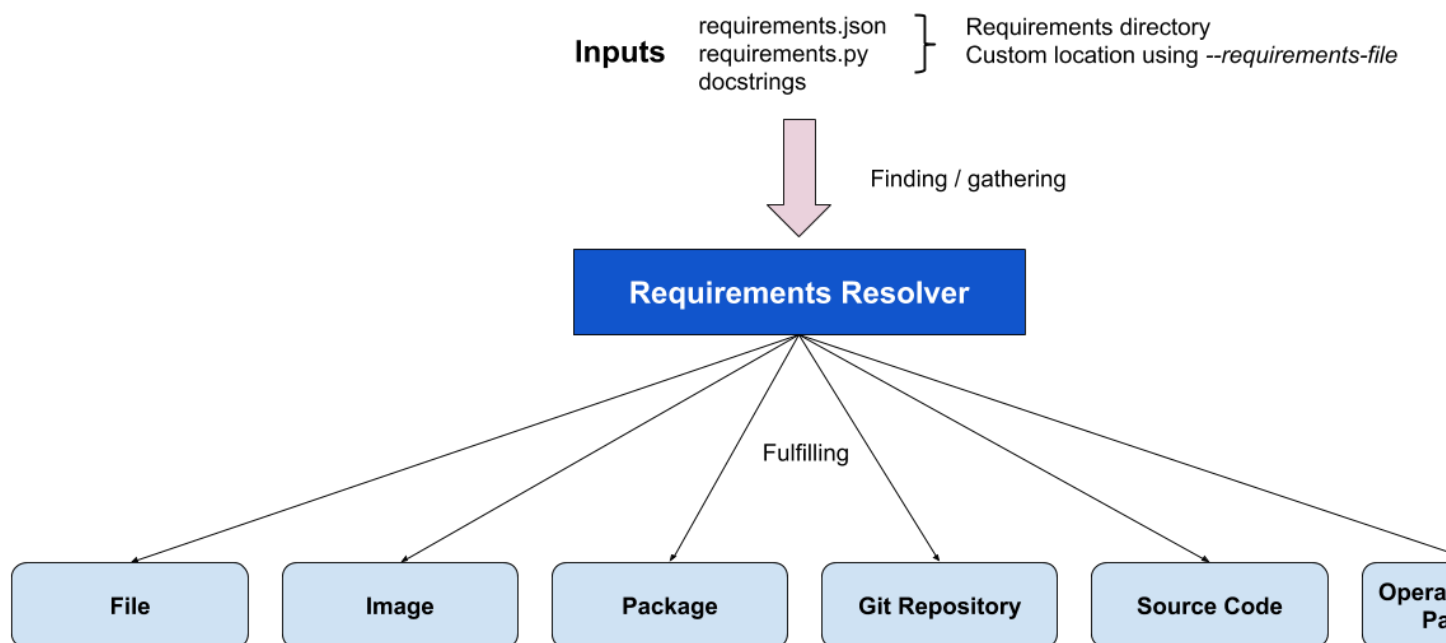 Inputs
requirements.json
requirements.py
docstrings
Requirements directory
Custom location using --requirements-file
Finding / gathering
Requirements Resolver
Fulfilling
File
Image
Package
Git Repository
Source Code